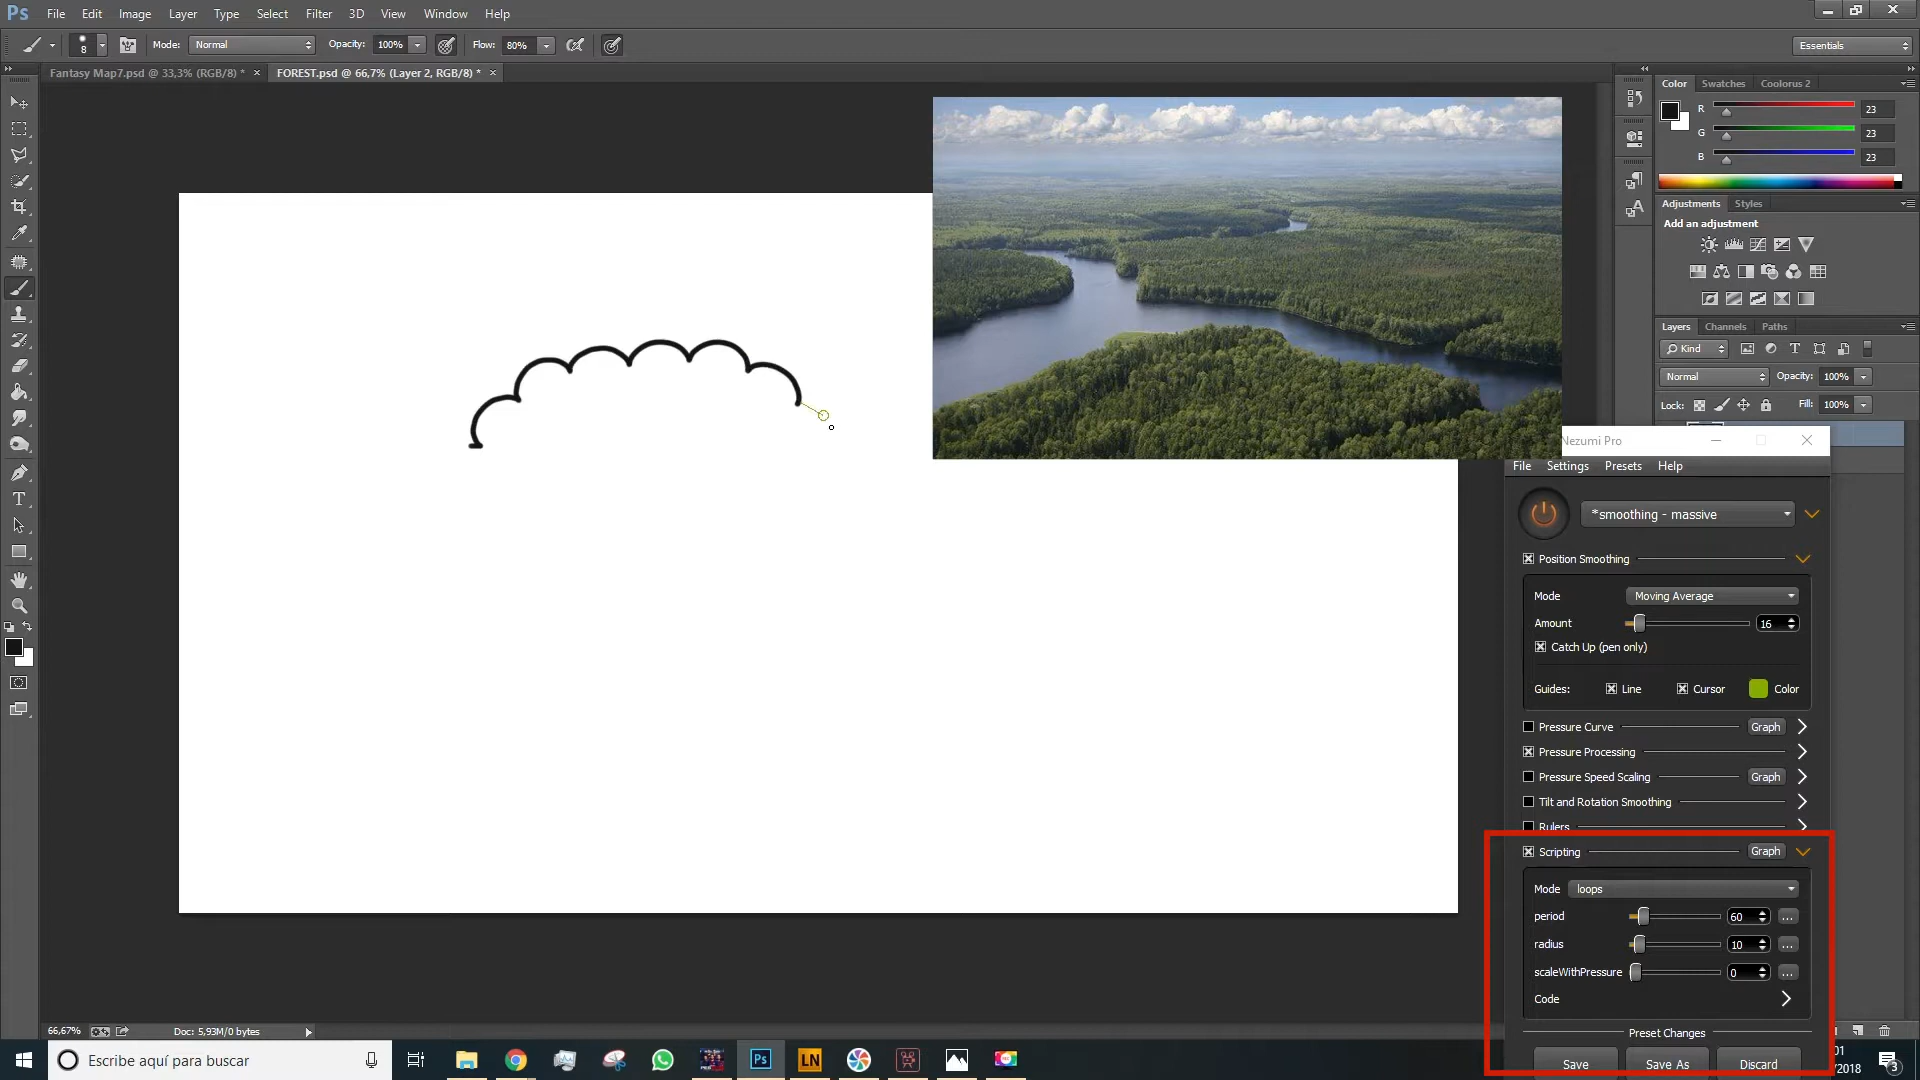 Ps File Edit Image Layer Type Select Filter 3D View Window Help
8 Mode: Normal Opacity: 100% Flow: 80% Essentials
Fantasy Map7.psd @ 33,3% (RGB/8) * × FOREST.psd @ 66,7% (Layer 2, RGB/8) * ×
Color Swatches Coolorus 2
R 23
G 23
B 23
Adjustments Styles
Add an adjustment
Layers Channels Paths
Kind
Normal Opacity: 100%
Lock: Fill: 100%
Nezumi Pro
File Settings Presets Help
*smoothing - massive
Position Smoothing
Mode Moving Average
Amount 16
Catch Up (pen only)
Guides: Line Cursor Color
Pressure Curve Graph
Pressure Processing
Pressure Speed Scaling Graph
Tilt and Rotation Smoothing
Rulers
Scripting Graph
Mode loops
period 60 ...
radius 10 ...
scaleWithPressure 0 ...
Code
Preset Changes
Save Save As Discard
66,67% Doc: 5,93M/0 bytes
Escribe aquí para buscar Ps LN 01
/2018 3